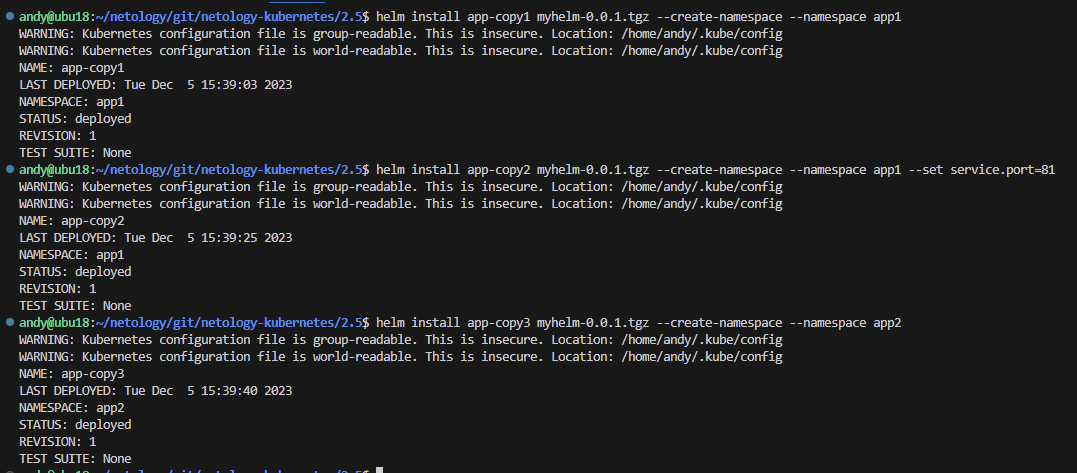 andy@ubu18:~/netology/git/netology-kubernetes/2.5$ helm install app-copy1 myhelm-0.0.1.tgz --create-namespace --namespace app1
WARNING: Kubernetes configuration file is group-readable. This is insecure. Location: /home/andy/.kube/config
WARNING: Kubernetes configuration file is world-readable. This is insecure. Location: /home/andy/.kube/config
NAME: app-copy1
LAST DEPLOYED: Tue Dec  5 15:39:03 2023
NAMESPACE: app1
STATUS: deployed
REVISION: 1
TEST SUITE: None
andy@ubu18:~/netology/git/netology-kubernetes/2.5$ helm install app-copy2 myhelm-0.0.1.tgz --create-namespace --namespace app1 --set service.port=81
WARNING: Kubernetes configuration file is group-readable. This is insecure. Location: /home/andy/.kube/config
WARNING: Kubernetes configuration file is world-readable. This is insecure. Location: /home/andy/.kube/config
NAME: app-copy2
LAST DEPLOYED: Tue Dec  5 15:39:25 2023
NAMESPACE: app1
STATUS: deployed
REVISION: 1
TEST SUITE: None
andy@ubu18:~/netology/git/netology-kubernetes/2.5$ helm install app-copy3 myhelm-0.0.1.tgz --create-namespace --namespace app2
WARNING: Kubernetes configuration file is group-readable. This is insecure. Location: /home/andy/.kube/config
WARNING: Kubernetes configuration file is world-readable. This is insecure. Location: /home/andy/.kube/config
NAME: app-copy3
LAST DEPLOYED: Tue Dec  5 15:39:40 2023
NAMESPACE: app2
STATUS: deployed
REVISION: 1
TEST SUITE: None
andy@ubu18:~/netology/git/netology-kubernetes/2.5$